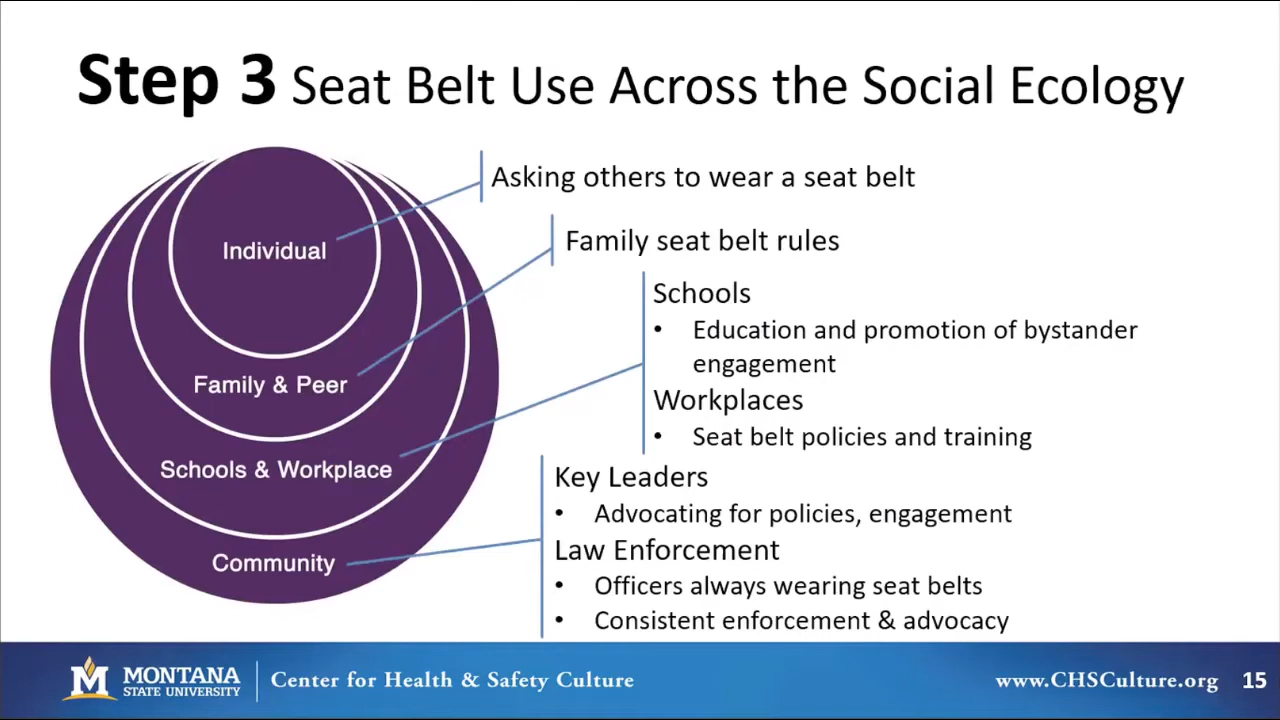 Step 3 Seat Belt Use Across the Social Ecology
Individual
Family & Peer
Schools & Workplace
Community
Asking others to wear a seat belt
Family seat belt rules
Schools
• Education and promotion of bystander
engagement
Workplaces
• Seat belt policies and training
Key Leaders
• Advocating for policies, engagement
Law Enforcement
• Officers always wearing seat belts
• Consistent enforcement & advocacy
M
MONTANA
STATE UNIVERSITY
Center for Health & Safety Culture
www.CHSCulture.org
15